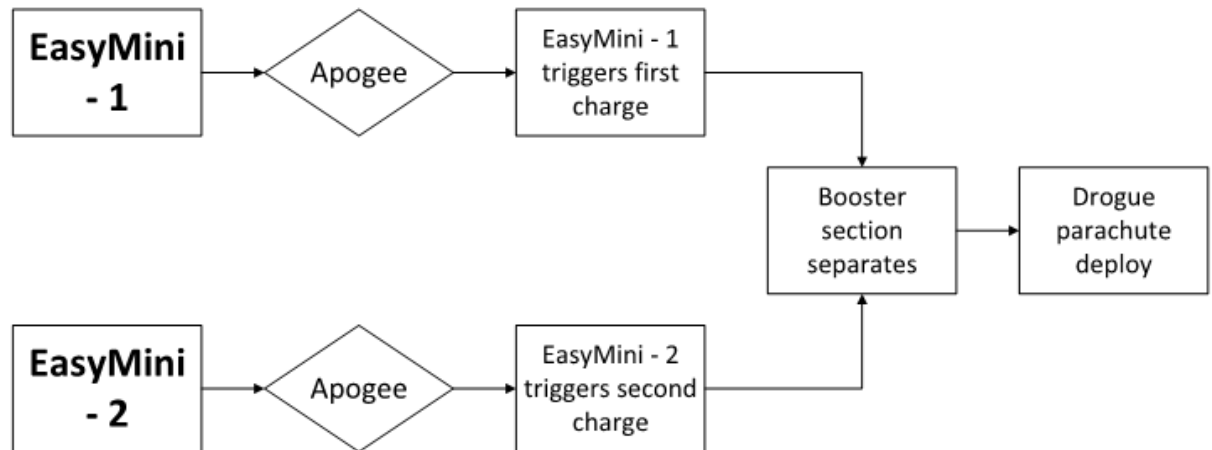 EasyMini
- 1
Apogee
EasyMini - 1
triggers first
charge
Booster
section
separates
Drogue
parachute
deploy
EasyMini
- 2
Apogee
EasyMini - 2
triggers second
charge